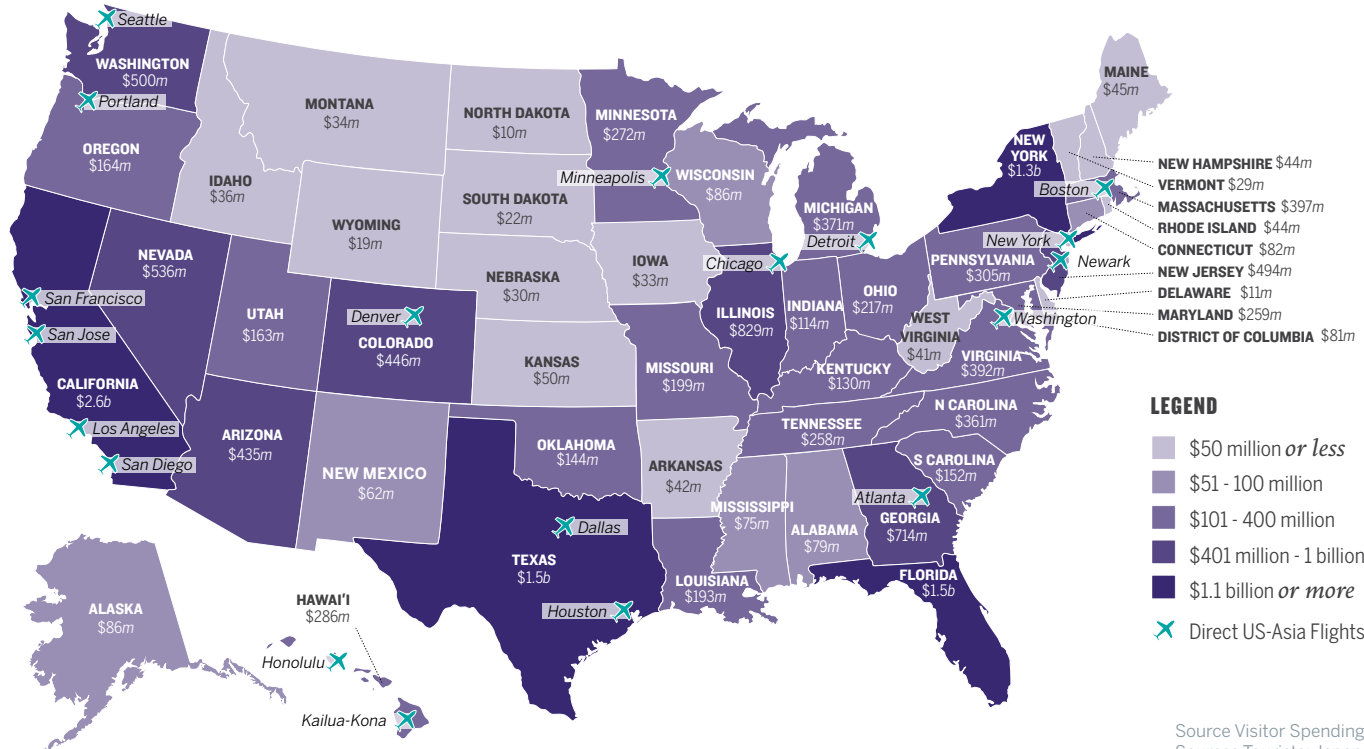 Seattle
WASHINGTON
$500m
Portland
OREGON
$164m
MONTANA
$34m
IDAHO
$36m
WYOMING
$19m
NORTH DAKOTA
$10m
SOUTH DAKOTA
$22m
MINNESOTA
$272m
Minneapolis
WISCONSIN
$86m
MICHIGAN
$371m
Detroit
NEW
YORK
$1.3b
MAINE
$45m
NEW HAMPSHIRE $44m
VERMONT $29m
Boston
MASSACHUSETTS $397m
RHODE ISLAND $44m
CONNECTICUT $82m
New York
Newark
NEW JERSEY $494m
DELAWARE $11m
MARYLAND $259m
Washington
DISTRICT OF COLUMBIA $81m
NEVADA
$536m
San Francisco
San Jose
CALIFORNIA
$2.6b
Los Angeles
San Diego
UTAH
$163m
Denver
COLORADO
$446m
NEBRASKA
$30m
IOWA
$33m
Chicago
ILLINOIS
$829m
INDIANA
$114m
OHIO
$217m
PENNSYLVANIA
$305m
WEST
VIRGINIA
$41m
VIRGINIA
$392m
KANSAS
$50m
MISSOURI
$199m
KENTUCKY
$130m
ARIZONA
$435m
NEW MEXICO
$62m
OKLAHOMA
$144m
ARKANSAS
$42m
TENNESSEE
$258m
N CAROLINA
$361m
S CAROLINA
$152m
Atlanta
GEORGIA
$714m
MISSISSIPPI
$75m
ALABAMA
$79m
Dallas
TEXAS
$1.5b
Houston
LOUISIANA
$193m
FLORIDA
$1.5b
ALASKA
$86m
HAWAI'I
$286m
Honolulu
Kailua-Kona
LEGEND
$50 million or less
$51 - 100 million
$101 - 400 million
$401 million - 1 billion
$1.1 billion or more
Direct US-Asia Flights
Source Visitor Spending